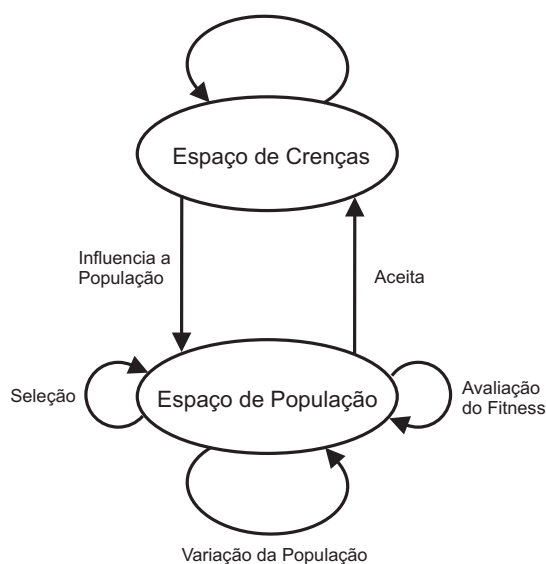 Espaço de Crenças
Influencia a
População
Aceita
Seleção
Espaço de População
Avaliação
do Fitness
Variação da População